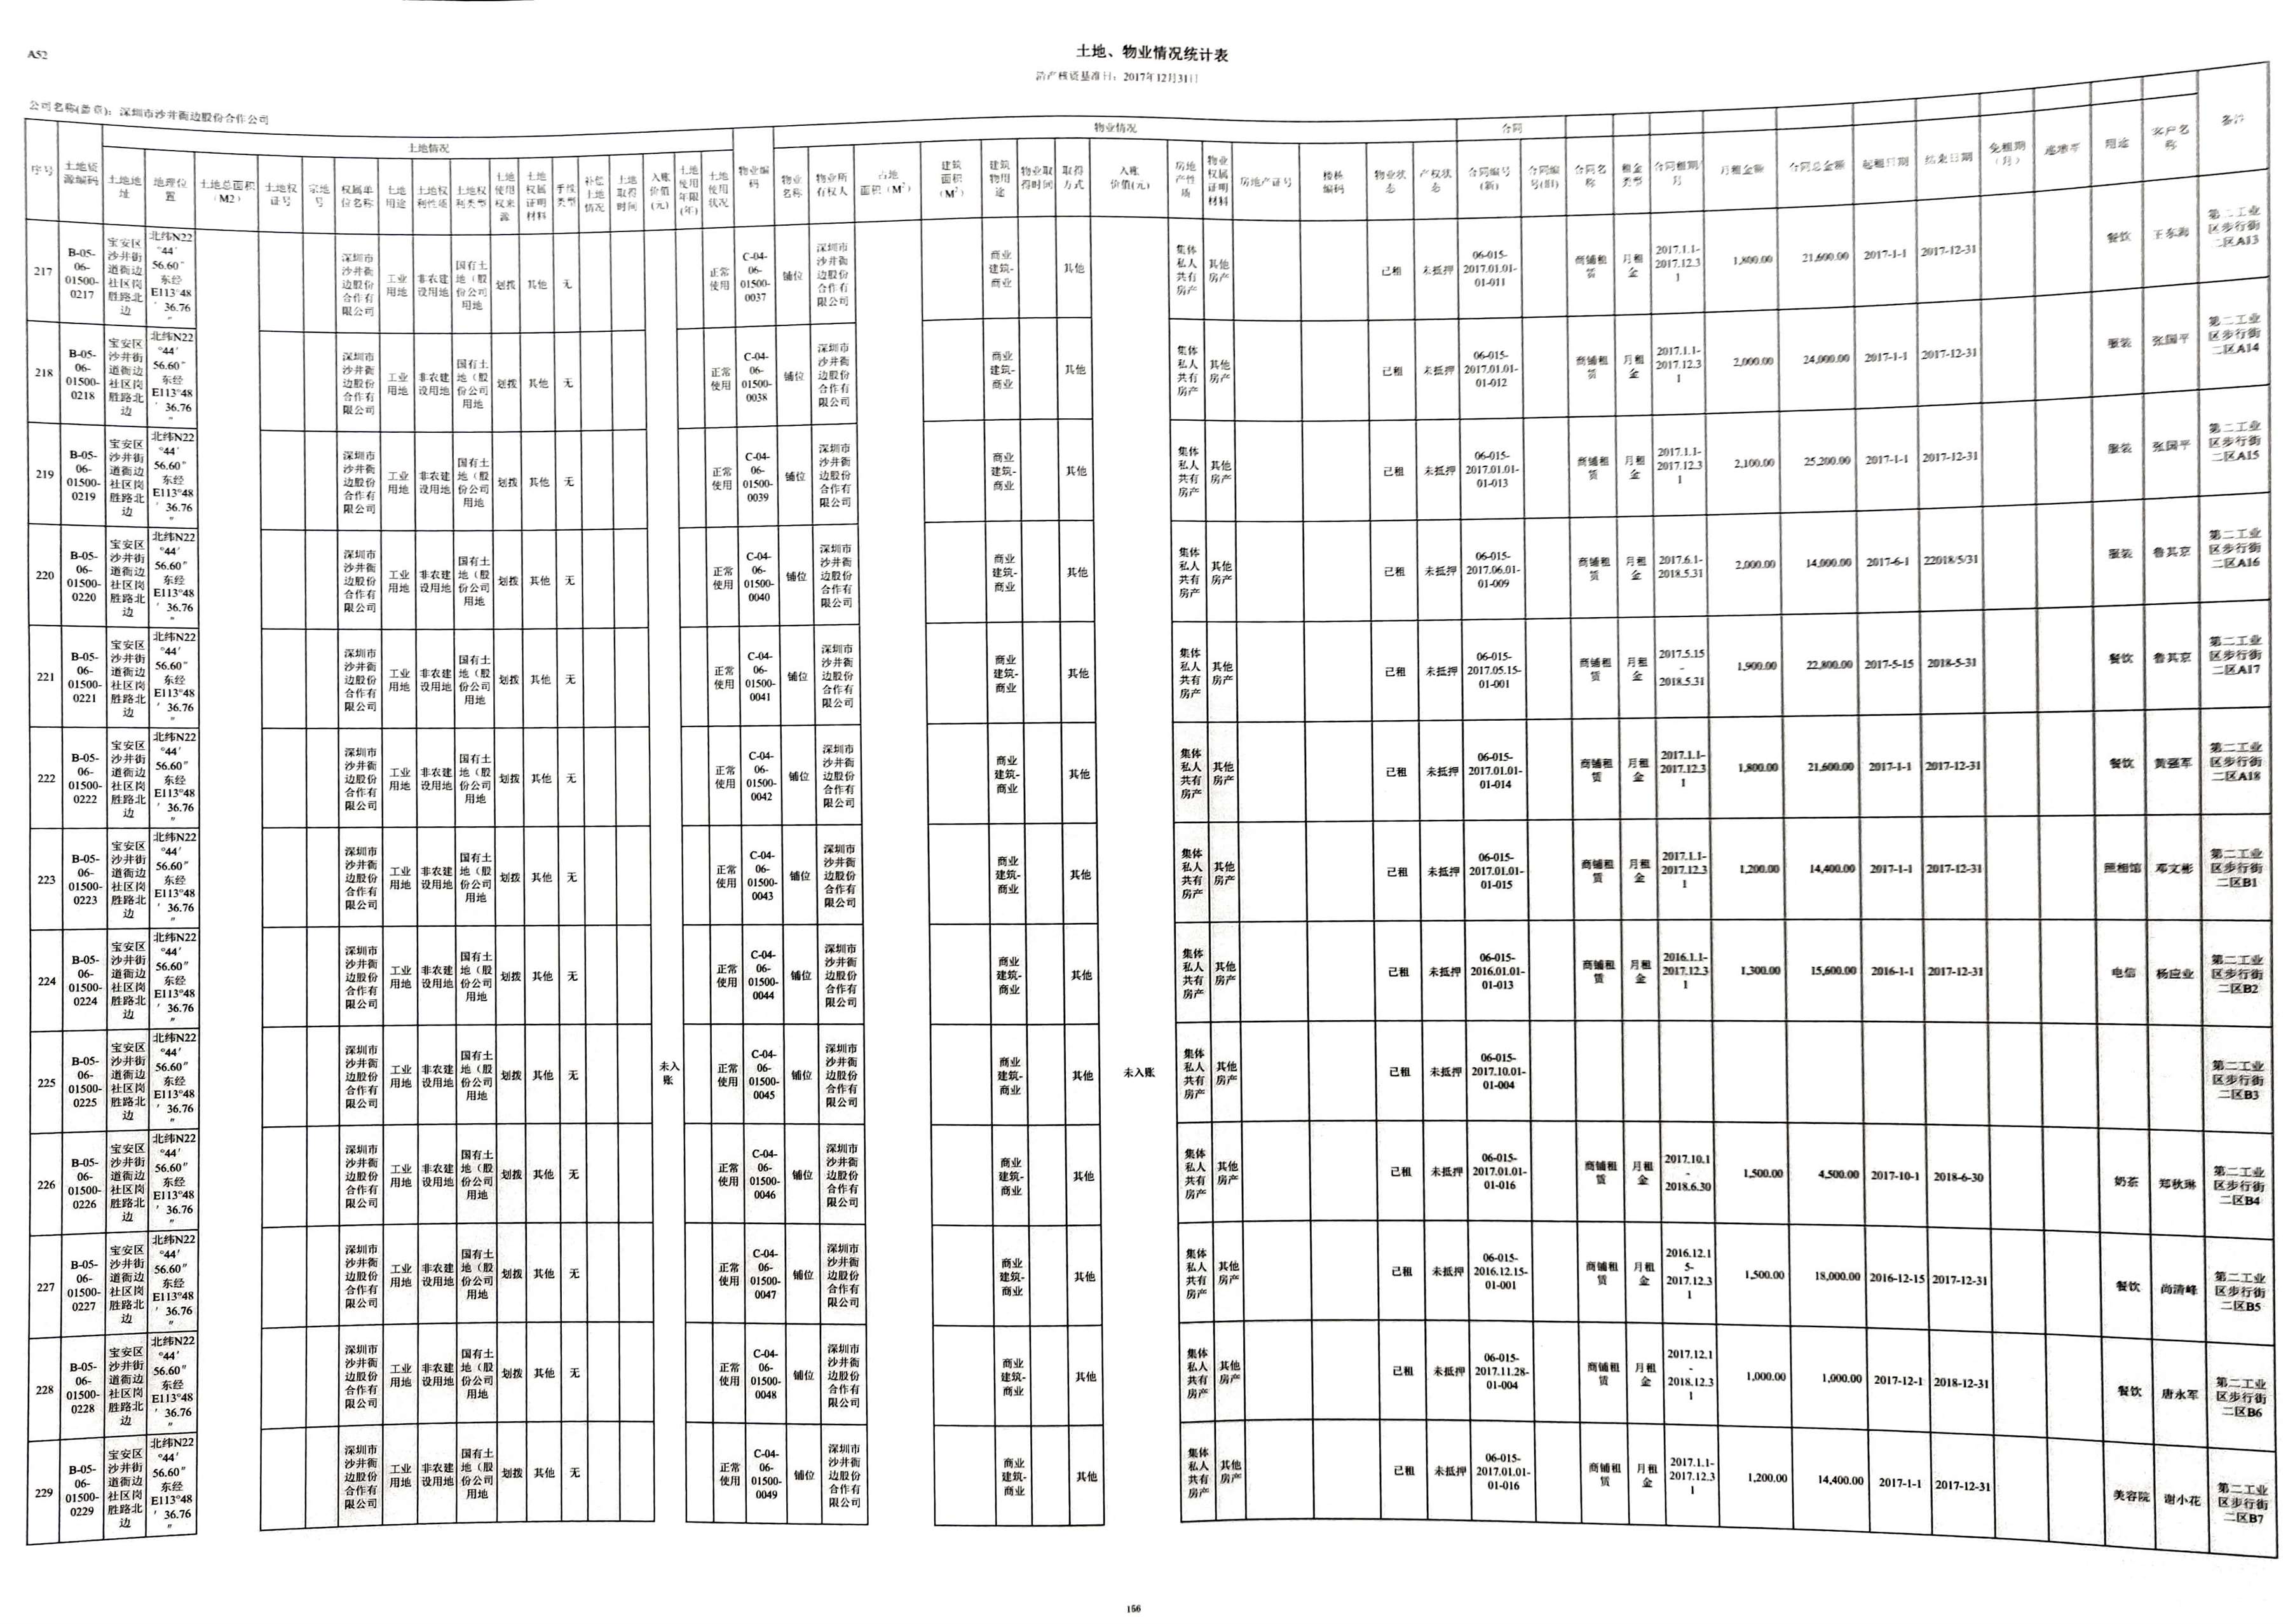 A52
土地、物业情况统计表
清产核资基准日：2017年12月31日
公司名称(盖章)：深圳市沙井衙边股份合作公司
序号 土地资源编码 土地情况 物业编码 物业情况 合同 备注
土地地址 地理位置 土地总面积（M2） 土地权证号 宗地号 权属单位名称 土地用途 土地权利性质 土地权利类型 土地使用权来源 土地权属证明材料 手续类型 补偿土地情况 土地取得时间 入账价值(元) 土地使用年限(年) 土地使用状况 物业名称 物业所有权人 占地面积（M²） 建筑面积（M²） 建筑物用途 物业取得时间 取得方式 入账价值(元) 房地产性质 物业权属证明材料 房地产证号 楼栋编码 物业状态 产权状态 合同编号(新) 合同编号(旧) 合同名称 租金类型 合同租期/月 月租金额 合同总金额 起租日期 结束日期 免租期（月） 递增率 用途 客户名称
217 B-05-06-01500-0217 宝安区沙井街道衙边社区岗胜路北边 北纬N22°44′56.60″东经E113°48′36.76″ 深圳市沙井衙边股份合作有限公司 工业用地 非农建设用地 国有土地（股份公司用地 划拨 其他 无 正常使用 C-04-06-01500-0037 铺位 深圳市沙井衙边股份合作有限公司 商业建筑-商业 其他 集体私人共有房产 其他房产 已租 未抵押 06-015-2017.01.01-01-011 商铺租赁 月租金 2017.1.1-2017.12.31 1,800.00 21,600.00 2017-1-1 2017-12-31 餐饮 王东海 第二工业区步行街二区A13
218 B-05-06-01500-0218 宝安区沙井街道衙边社区岗胜路北边 北纬N22°44′56.60″东经E113°48′36.76″ 深圳市沙井衙边股份合作有限公司 工业用地 非农建设用地 国有土地（股份公司用地 划拨 其他 无 正常使用 C-04-06-01500-0038 铺位 深圳市沙井衙边股份合作有限公司 商业建筑-商业 其他 集体私人共有房产 其他房产 已租 未抵押 06-015-2017.01.01-01-012 商铺租赁 月租金 2017.1.1-2017.12.31 2,000.00 24,000.00 2017-1-1 2017-12-31 服装 张国平 第二工业区步行街二区A14
219 B-05-06-01500-0219 宝安区沙井街道衙边社区岗胜路北边 北纬N22°44′56.60″东经E113°48′36.76″ 深圳市沙井衙边股份合作有限公司 工业用地 非农建设用地 国有土地（股份公司用地 划拨 其他 无 正常使用 C-04-06-01500-0039 铺位 深圳市沙井衙边股份合作有限公司 商业建筑-商业 其他 集体私人共有房产 其他房产 已租 未抵押 06-015-2017.01.01-01-013 商铺租赁 月租金 2017.1.1-2017.12.31 2,100.00 25,200.00 2017-1-1 2017-12-31 服装 张国平 第二工业区步行街二区A15
220 B-05-06-01500-0220 宝安区沙井街道衙边社区岗胜路北边 北纬N22°44′56.60″东经E113°48′36.76″ 深圳市沙井衙边股份合作有限公司 工业用地 非农建设用地 国有土地（股份公司用地 划拨 其他 无 正常使用 C-04-06-01500-0040 铺位 深圳市沙井衙边股份合作有限公司 商业建筑-商业 其他 集体私人共有房产 其他房产 已租 未抵押 06-015-2017.06.01-01-009 商铺租赁 月租金 2017.6.1-2018.5.31 2,000.00 14,000.00 2017-6-1 22018/5/31 服装 鲁其京 第二工业区步行街二区A16
221 B-05-06-01500-0221 宝安区沙井街道衙边社区岗胜路北边 北纬N22°44′56.60″东经E113°48′36.76″ 深圳市沙井衙边股份合作有限公司 工业用地 非农建设用地 国有土地（股份公司用地 划拨 其他 无 正常使用 C-04-06-01500-0041 铺位 深圳市沙井衙边股份合作有限公司 商业建筑-商业 其他 集体私人共有房产 其他房产 已租 未抵押 06-015-2017.05.15-01-001 商铺租赁 月租金 2017.5.15-2018.5.31 1,900.00 22,800.00 2017-5-15 2018-5-31 餐饮 鲁其京 第二工业区步行街二区A17
222 B-05-06-01500-0222 宝安区沙井街道衙边社区岗胜路北边 北纬N22°44′56.60″东经E113°48′36.76″ 深圳市沙井衙边股份合作有限公司 工业用地 非农建设用地 国有土地（股份公司用地 划拨 其他 无 正常使用 C-04-06-01500-0042 铺位 深圳市沙井衙边股份合作有限公司 商业建筑-商业 其他 集体私人共有房产 其他房产 已租 未抵押 06-015-2017.01.01-01-014 商铺租赁 月租金 2017.1.1-2017.12.31 1,800.00 21,600.00 2017-1-1 2017-12-31 餐饮 黄强军 第二工业区步行街二区A18
223 B-05-06-01500-0223 宝安区沙井街道衙边社区岗胜路北边 北纬N22°44′56.60″东经E113°48′36.76″ 深圳市沙井衙边股份合作有限公司 工业用地 非农建设用地 国有土地（股份公司用地 划拨 其他 无 正常使用 C-04-06-01500-0043 铺位 深圳市沙井衙边股份合作有限公司 商业建筑-商业 其他 集体私人共有房产 其他房产 已租 未抵押 06-015-2017.01.01-01-015 商铺租赁 月租金 2017.1.1-2017.12.31 1,200.00 14,400.00 2017-1-1 2017-12-31 照相馆 邓文彬 第二工业区步行街二区B1
224 B-05-06-01500-0224 宝安区沙井街道衙边社区岗胜路北边 北纬N22°44′56.60″东经E113°48′36.76″ 深圳市沙井衙边股份合作有限公司 工业用地 非农建设用地 国有土地（股份公司用地 划拨 其他 无 正常使用 C-04-06-01500-0044 铺位 深圳市沙井衙边股份合作有限公司 商业建筑-商业 其他 集体私人共有房产 其他房产 已租 未抵押 06-015-2016.01.01-01-013 商铺租赁 月租金 2016.1.1-2017.12.31 1,300.00 15,600.00 2016-1-1 2017-12-31 电信 杨应业 第二工业区步行街二区B2
225 B-05-06-01500-0225 宝安区沙井街道衙边社区岗胜路北边 北纬N22°44′56.60″东经E113°48′36.76″ 深圳市沙井衙边股份合作有限公司 工业用地 非农建设用地 国有土地（股份公司用地 划拨 其他 无 未入账 正常使用 C-04-06-01500-0045 铺位 深圳市沙井衙边股份合作有限公司 商业建筑-商业 其他 未入账 集体私人共有房产 其他房产 已租 未抵押 06-015-2017.10.01-01-004 第二工业区步行街二区B3
226 B-05-06-01500-0226 宝安区沙井街道衙边社区岗胜路北边 北纬N22°44′56.60″东经E113°48′36.76″ 深圳市沙井衙边股份合作有限公司 工业用地 非农建设用地 国有土地（股份公司用地 划拨 其他 无 正常使用 C-04-06-01500-0046 铺位 深圳市沙井衙边股份合作有限公司 商业建筑-商业 其他 集体私人共有房产 其他房产 已租 未抵押 06-015-2017.01.01-01-016 商铺租赁 月租金 2017.10.1-2018.6.30 1,500.00 4,500.00 2017-10-1 2018-6-30 奶茶 郑秋琳 第二工业区步行街二区B4
227 B-05-06-01500-0227 宝安区沙井街道衙边社区岗胜路北边 北纬N22°44′56.60″东经E113°48′36.76″ 深圳市沙井衙边股份合作有限公司 工业用地 非农建设用地 国有土地（股份公司用地 划拨 其他 无 正常使用 C-04-06-01500-0047 铺位 深圳市沙井衙边股份合作有限公司 商业建筑-商业 其他 集体私人共有房产 其他房产 已租 未抵押 06-015-2016.12.15-01-001 商铺租赁 月租金 2016.12.15-2017.12.31 1,500.00 18,000.00 2016-12-15 2017-12-31 餐饮 尚清峰 第二工业区步行街二区B5
228 B-05-06-01500-0228 宝安区沙井街道衙边社区岗胜路北边 北纬N22°44′56.60″东经E113°48′36.76″ 深圳市沙井衙边股份合作有限公司 工业用地 非农建设用地 国有土地（股份公司用地 划拨 其他 无 正常使用 C-04-06-01500-0048 铺位 深圳市沙井衙边股份合作有限公司 商业建筑-商业 其他 集体私人共有房产 其他房产 已租 未抵押 06-015-2017.11.28-01-004 商铺租赁 月租金 2017.12.1-2018.12.31 1,000.00 1,000.00 2017-12-1 2018-12-31 餐饮 唐永军 第二工业区步行街二区B6
229 B-05-06-01500-0229 宝安区沙井街道衙边社区岗胜路北边 北纬N22°44′56.60″东经E113°48′36.76″ 深圳市沙井衙边股份合作有限公司 工业用地 非农建设用地 国有土地（股份公司用地 划拨 其他 无 正常使用 C-04-06-01500-0049 铺位 深圳市沙井衙边股份合作有限公司 商业建筑-商业 其他 集体私人共有房产 其他房产 已租 未抵押 06-015-2017.01.01-01-016 商铺租赁 月租金 2017.1.1-2017.12.31 1,200.00 14,400.00 2017-1-1 2017-12-31 美容院 谢小花 第二工业区步行街二区B7
156